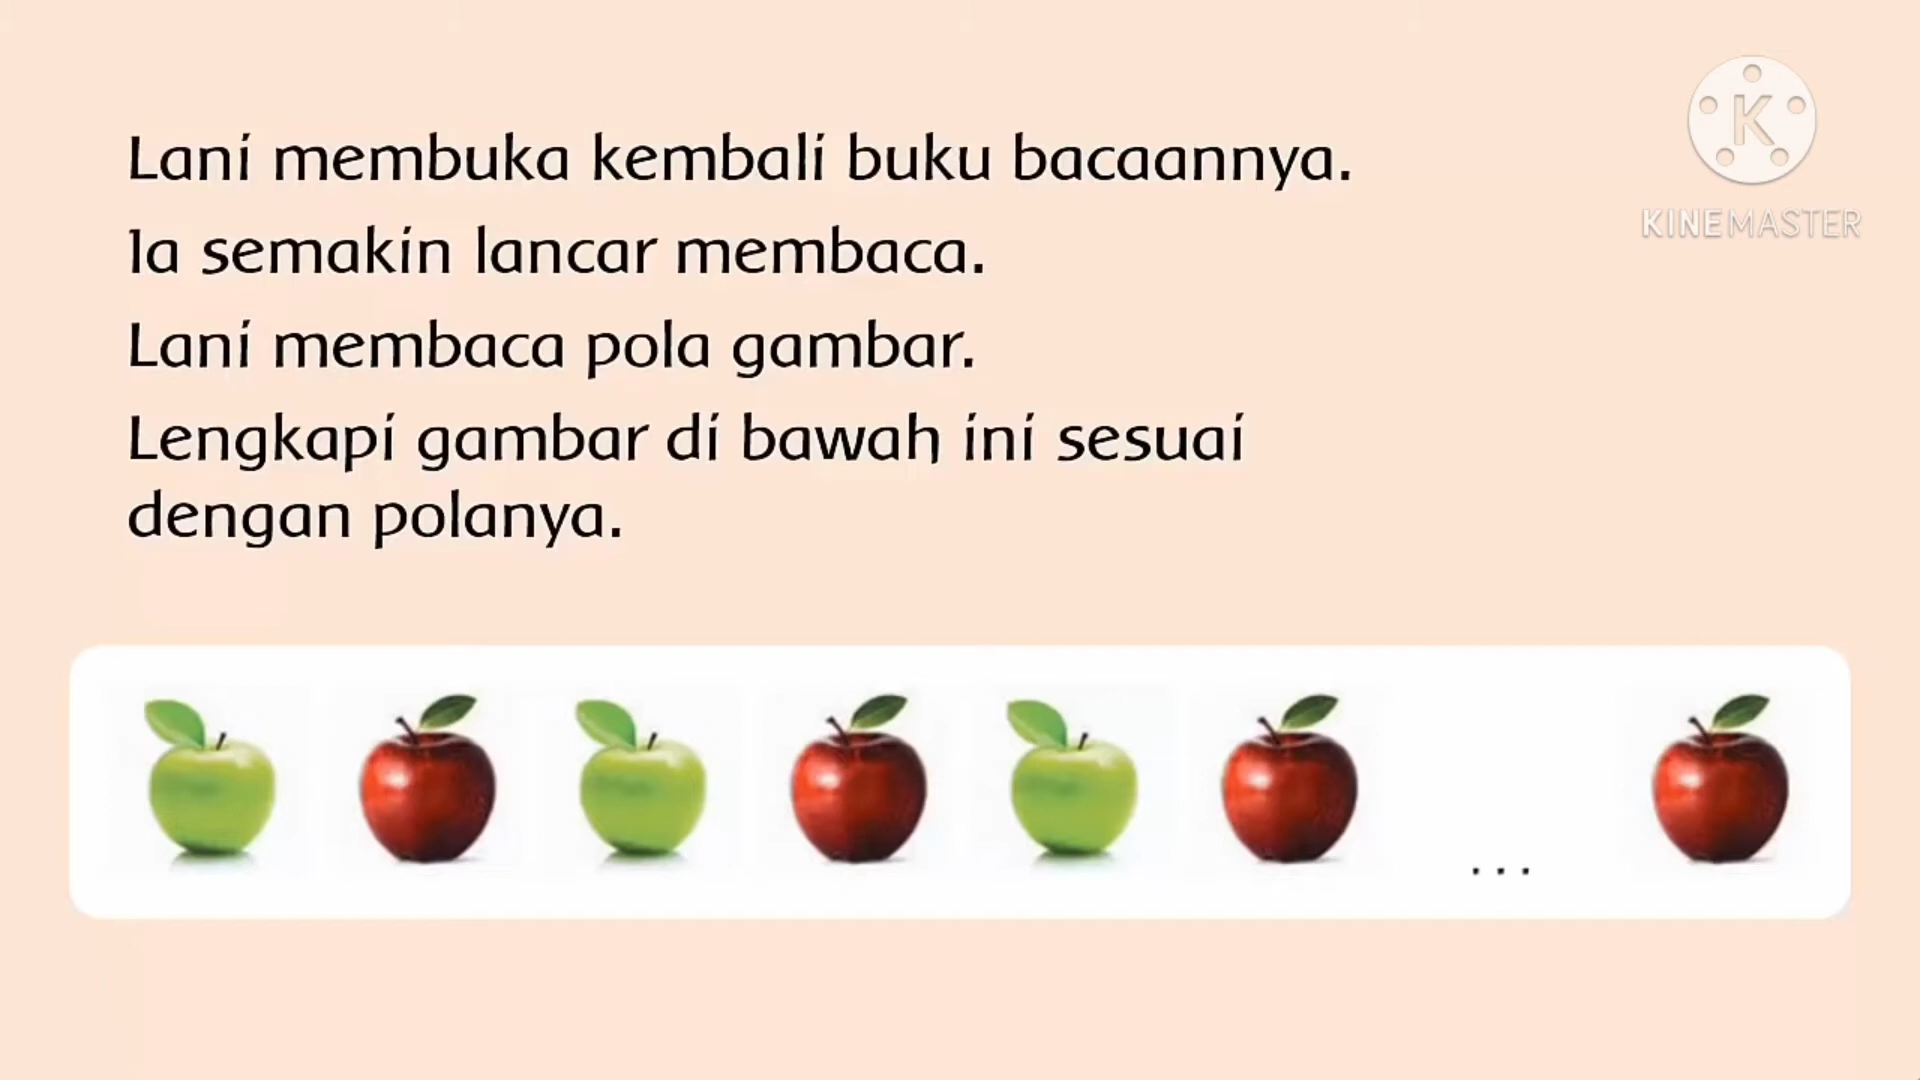 Lani membuka kembali buku bacaannya.
Ia semakin lancar membaca.
Lani membaca pola gambar.
Lengkapi gambar di bawah ini sesuai
dengan polanya.
...
K
KINEMASTER